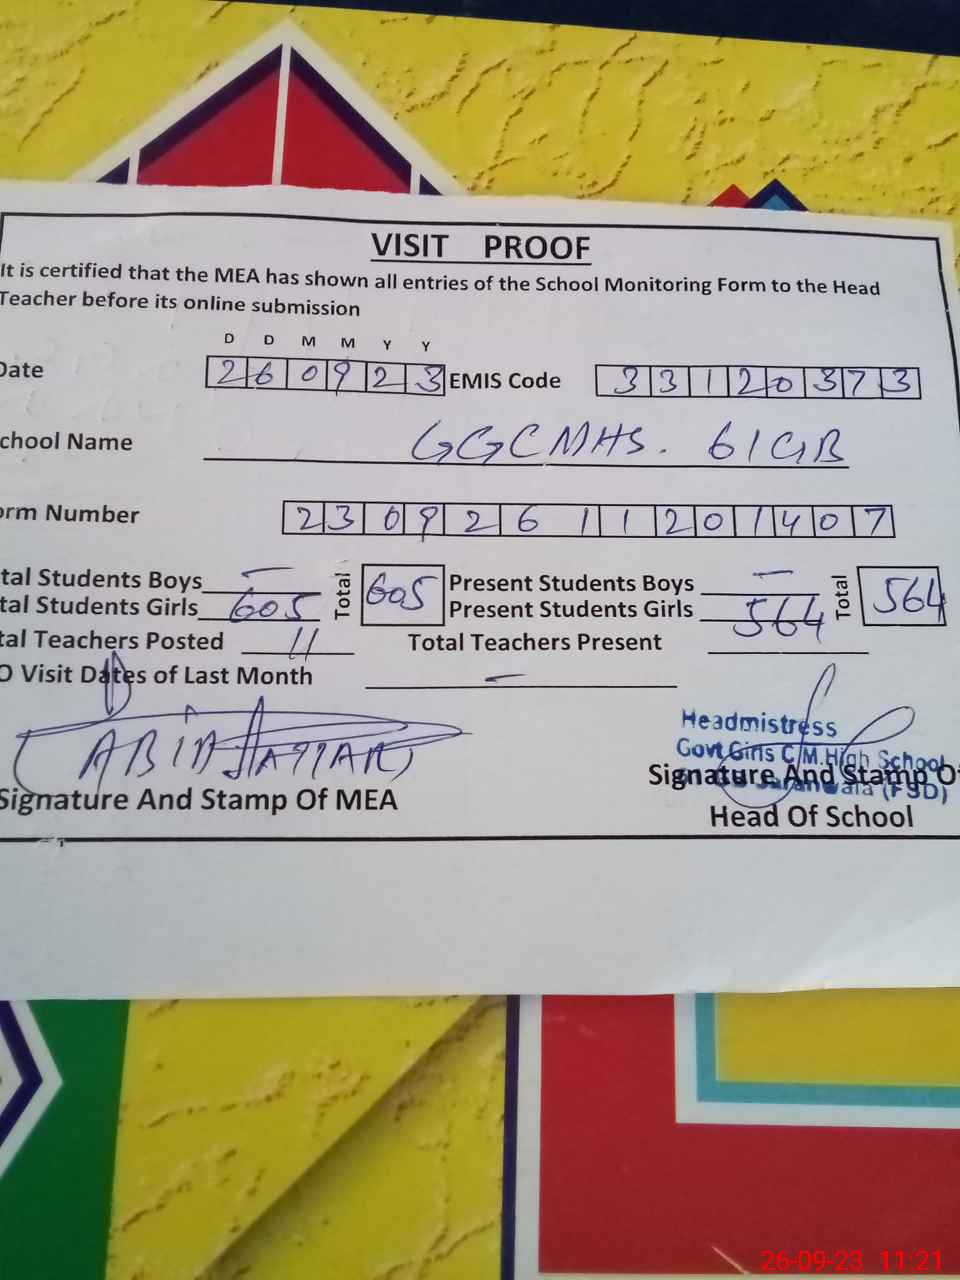 VISIT PROOF
It is certified that the MEA has shown all entries of the School Monitoring Form to the Head
Teacher before its online submission
D D M M Y Y
Date 2 6 0 9 2 3 EMIS Code 3 3 1 2 0 3 7 3
chool Name GGCMHS. 61GB
orm Number 2 3 0 9 2 6 1 1 2 0 1 4 0 7
tal Students Boys — Total 605 Present Students Boys — Total 564
tal Students Girls 605 Present Students Girls 564
tal Teachers Posted 11 Total Teachers Present
O Visit Dates of Last Month —
Headmistress
Govt Girls C/M.High School
Jaranwala (FSD)
Signature And Stamp Of MEA
Signature And Stamp O
Head Of School
26-09-23 11:21